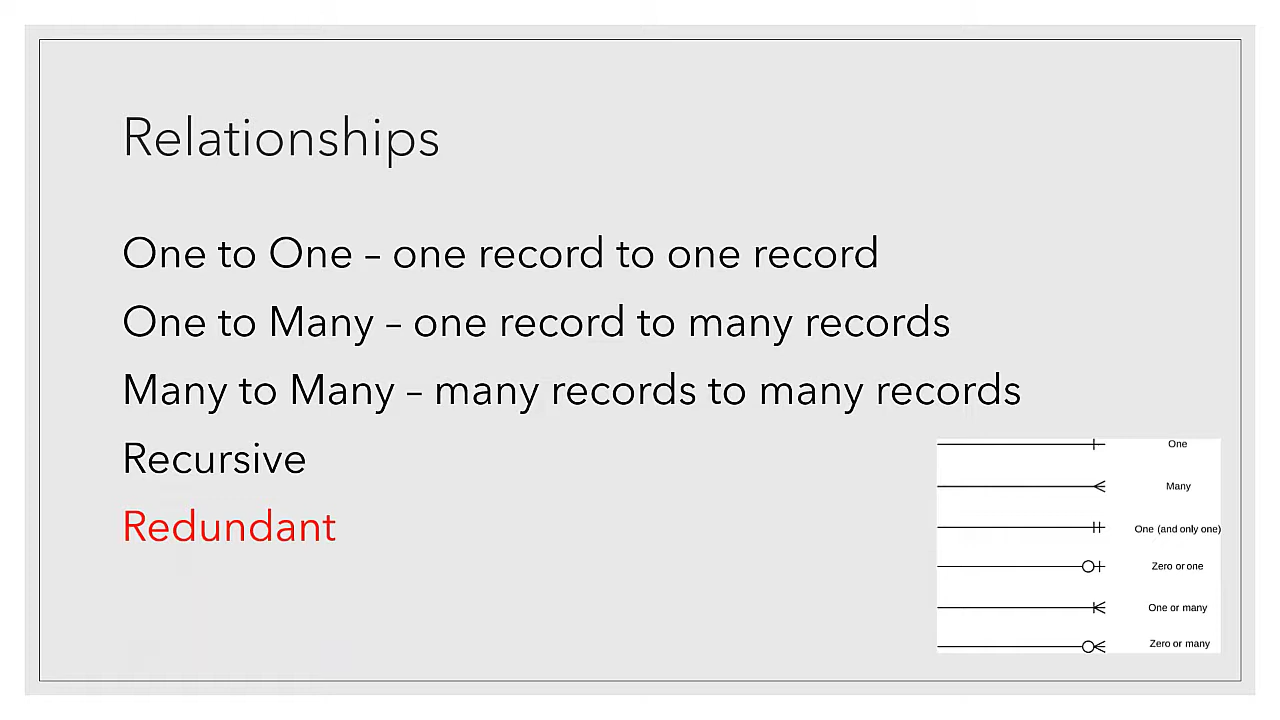 Relationships
One to One – one record to one record
One to Many – one record to many records
Many to Many – many records to many records
Recursive
Redundant
One
Many
One (and only one)
Zero or one
One or many
Zero or many